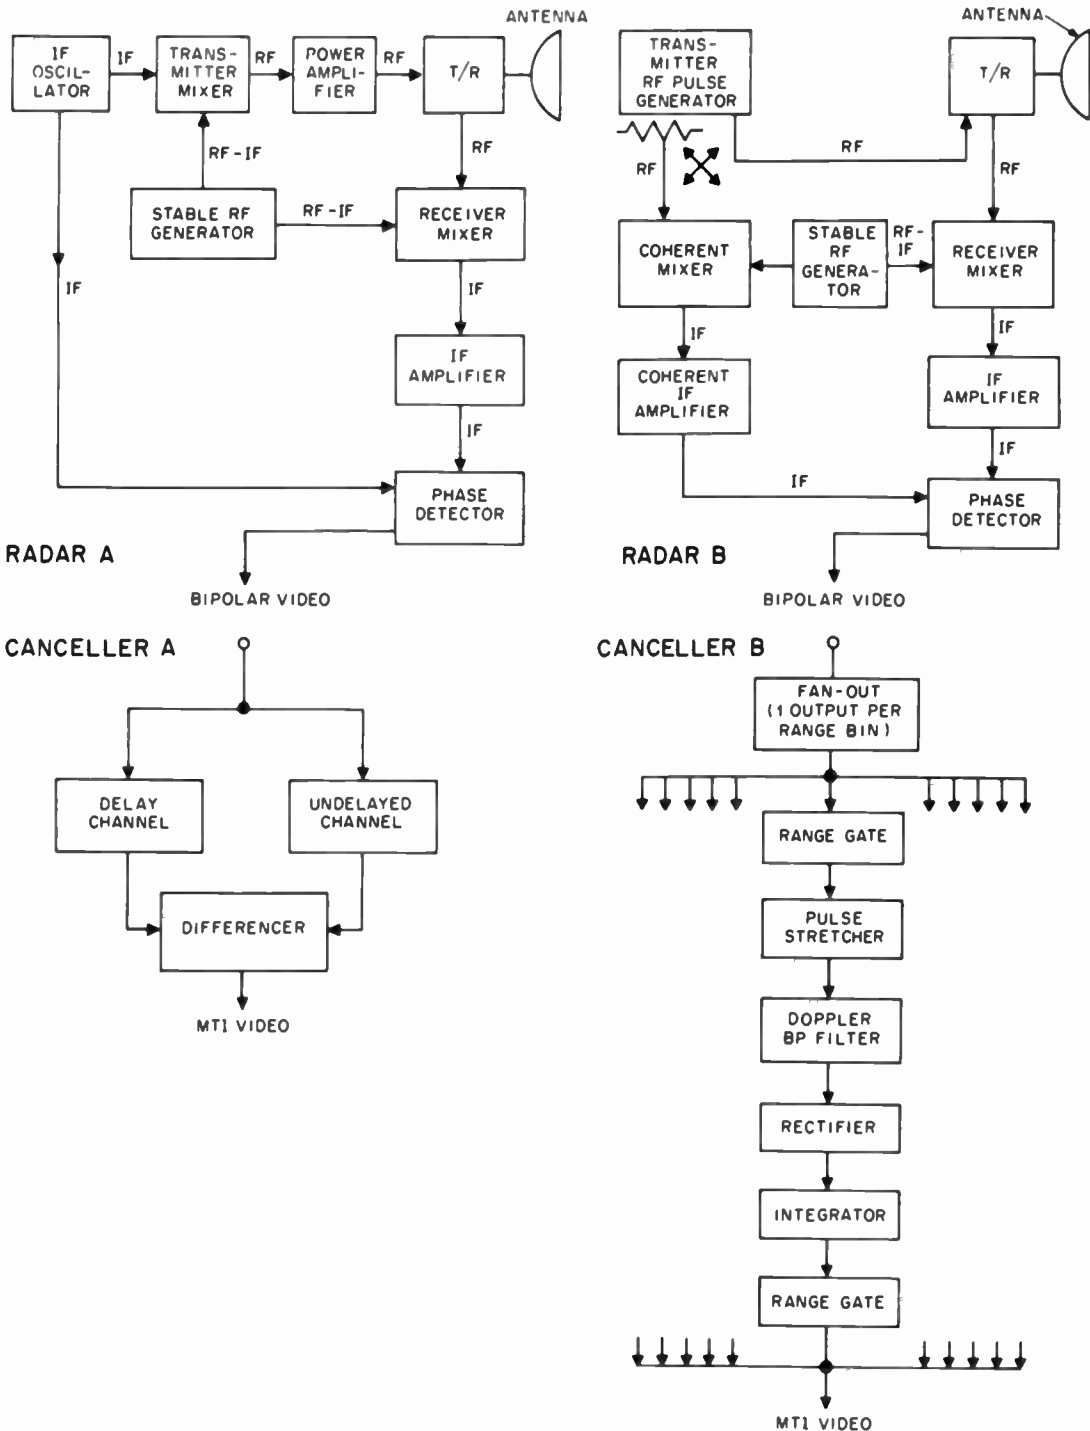 ANTENNA
IF
OSCIL-
LATOR
IF
TRANS-
MITTER
MIXER
RF
POWER
AMPLI-
FIER
RF
T/R
RF-IF
RF
STABLE RF
GENERATOR
RF-IF
RECEIVER
MIXER
IF
IF
IF
AMPLIFIER
IF
PHASE
DETECTOR
RADAR A
BIPOLAR VIDEO
ANTENNA
TRANS-
MITTER
RF PULSE
GENERATOR
T/R
RF
RF
RF
COHERENT
MIXER
STABLE
RF
GENERA-
TOR
RF-
IF
RECEIVER
MIXER
IF
IF
COHERENT
IF
AMPLIFIER
IF
AMPLIFIER
IF
IF
PHASE
DETECTOR
RADAR B
BIPOLAR VIDEO
CANCELLER A
DELAY
CHANNEL
UNDELAYED
CHANNEL
DIFFERENCER
MTI VIDEO
CANCELLER B
FAN-OUT
(1 OUTPUT PER
RANGE BIN)
RANGE GATE
PULSE
STRETCHER
DOPPLER
BP FILTER
RECTIFIER
INTEGRATOR
RANGE GATE
MTI VIDEO